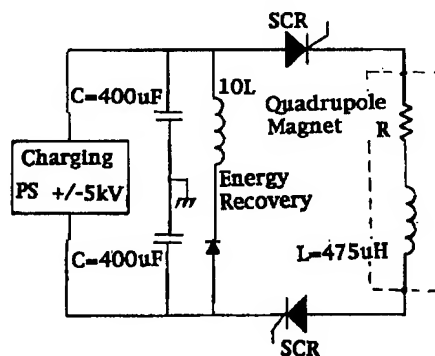 SCR
C=400uF
10L
Quadrupole
Magnet
R
Charging
PS +/-5kV
Energy
Recovery
C=400uF
L=475uH
SCR